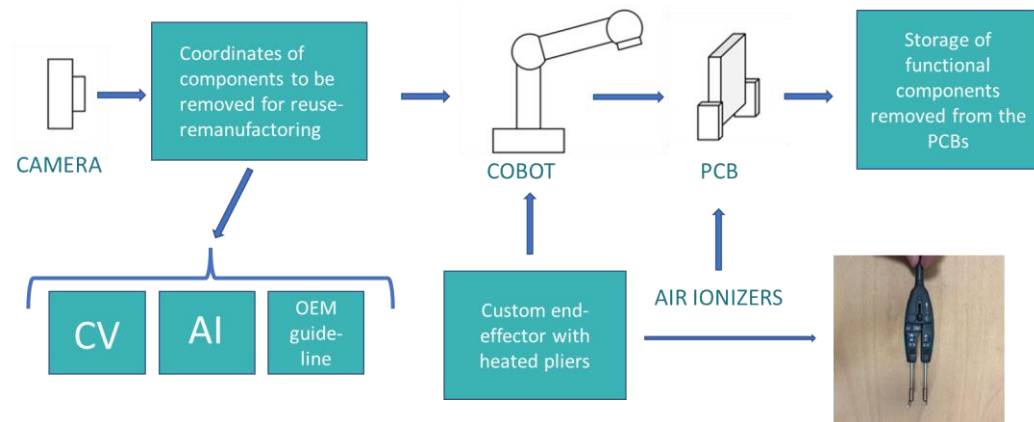 Coordinates of
components to be
removed for reuse-
remanufactoring
Storage of
functional
components
removed from the
PCBs
CAMERA
COBOT
PCB
CV
AI
OEM
guide-
line
Custom end-
effector with
heated pliers
AIR IONIZERS